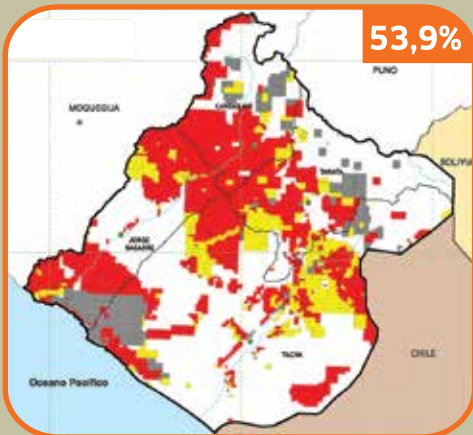 53,9%
PUNO
MOQUEGUA
CANDARAVE
TARATA
BOLIVIA
JORGE
BASADRE
TACNA
CHILE
Oceano Pacifico